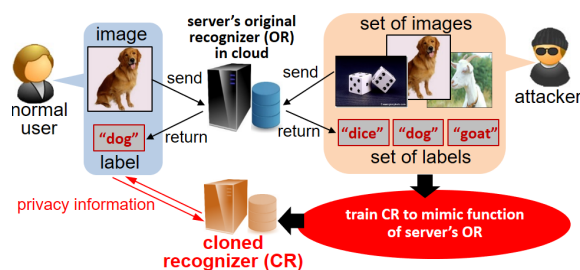 server's original
recognizer (OR)
in cloud
set of images
image
send
send
normal
user
attacker
"dog"
return
return
"dice"
"dog"
"goat"
label
set of labels
privacy information
train CR to mimic function
of server's OR
cloned
recognizer (CR)